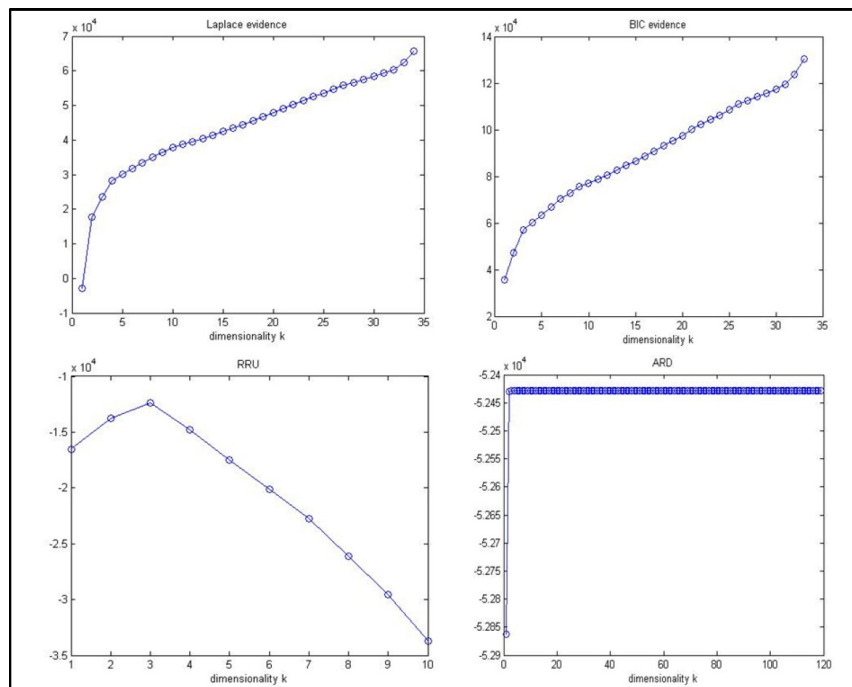 Laplace evidence
x 10^4
7
6
5
4
3
2
1
0
-1
0 5 10 15 20 25 30 35
dimensionality k
BIC evidence
x 10^4
14
12
10
8
6
4
2
0 5 10 15 20 25 30 35
dimensionality k
RRU
x 10^4
-1
-1.5
-2
-2.5
-3
-3.5
1 2 3 4 5 6 7 8 9 10
dimensionality k
ARD
x 10^4
-5.24
-5.245
-5.25
-5.255
-5.26
-5.265
-5.27
-5.275
-5.28
-5.285
-5.29
0 20 40 60 80 100 120
dimensionality k